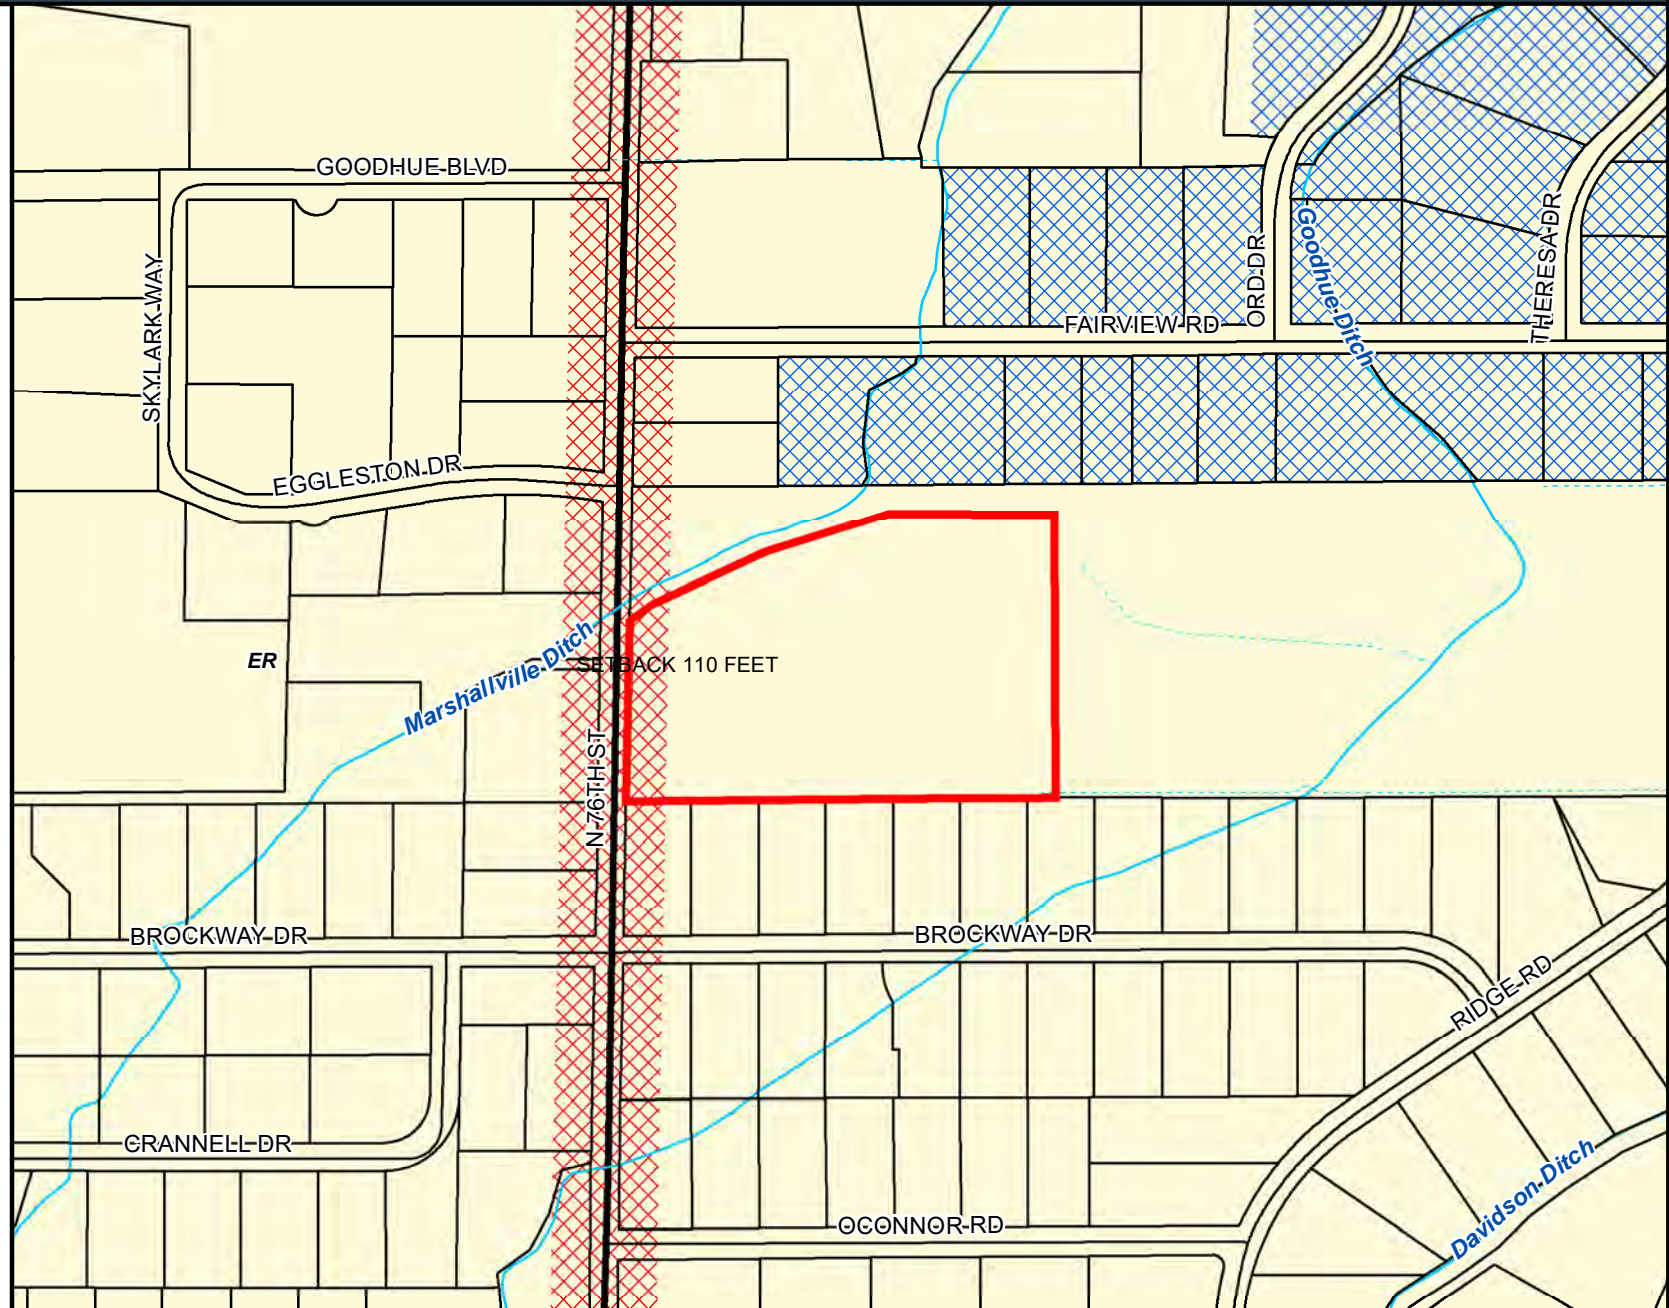 GOODHUE BLVD
SKYLARK WAY
ORD DR
Goodhue Ditch
THERESA DR
FAIRVIEW RD
EGGLESTON DR
ER
Marshallville Ditch
SETBACK 110 FEET
N 76TH ST
BROCKWAY DR
BROCKWAY DR
RIDGE RD
CRANNELL DR
OCONNOR RD
Davidson Ditch